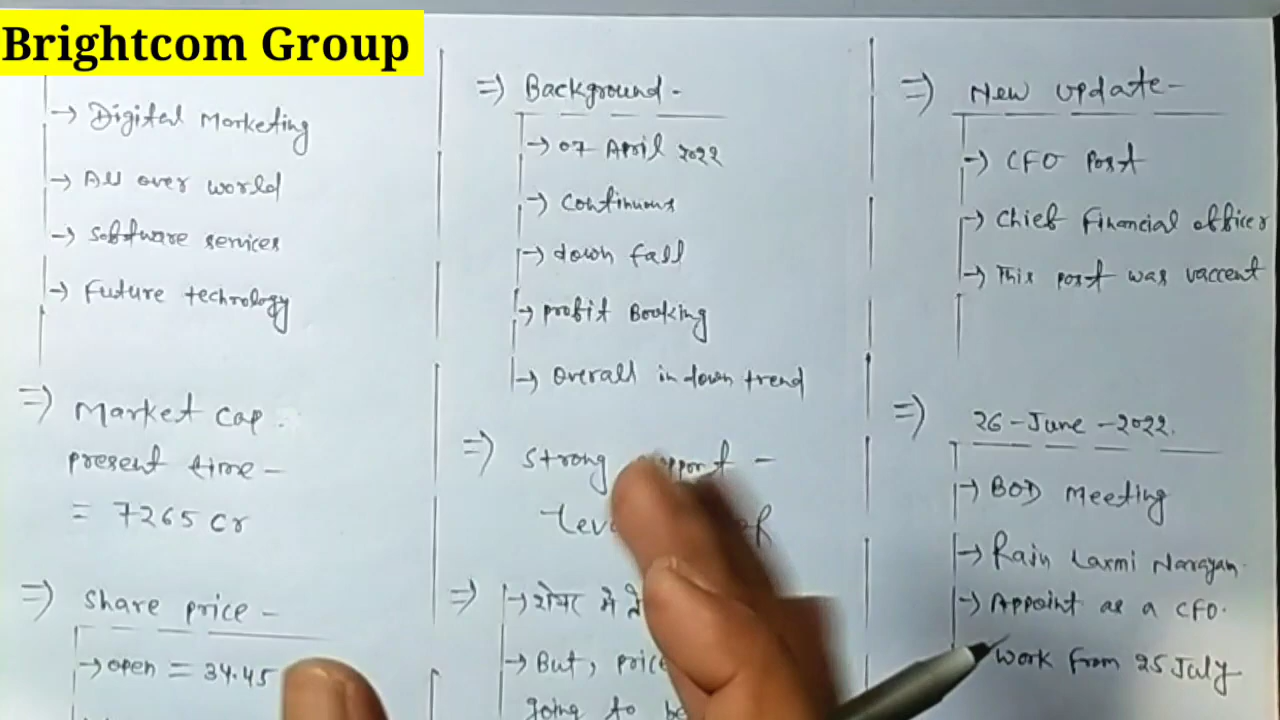 Brightcom Group
→ Digital Marketing
→ All over world
→ Software services
→ Future technology
⇒ Market cap.
present time -
= 7265 Cr
⇒ Share price -
→ open = 34.45
⇒ Background -
→ 07 April 2022
→ Continuous
→ down fall
→ profit Booking
→ overall in down trend
⇒ Strong support -
⇒ → शेयर में
→ But, price
going to be
⇒ New update -
→ CFO Post
→ Chief Financial officer
→ This post was vaccent
⇒ 26 - June - 2022.
→ BOD Meeting
→ Laxmi Narayan.
→ Appoint as a CFO.
work from 25 July